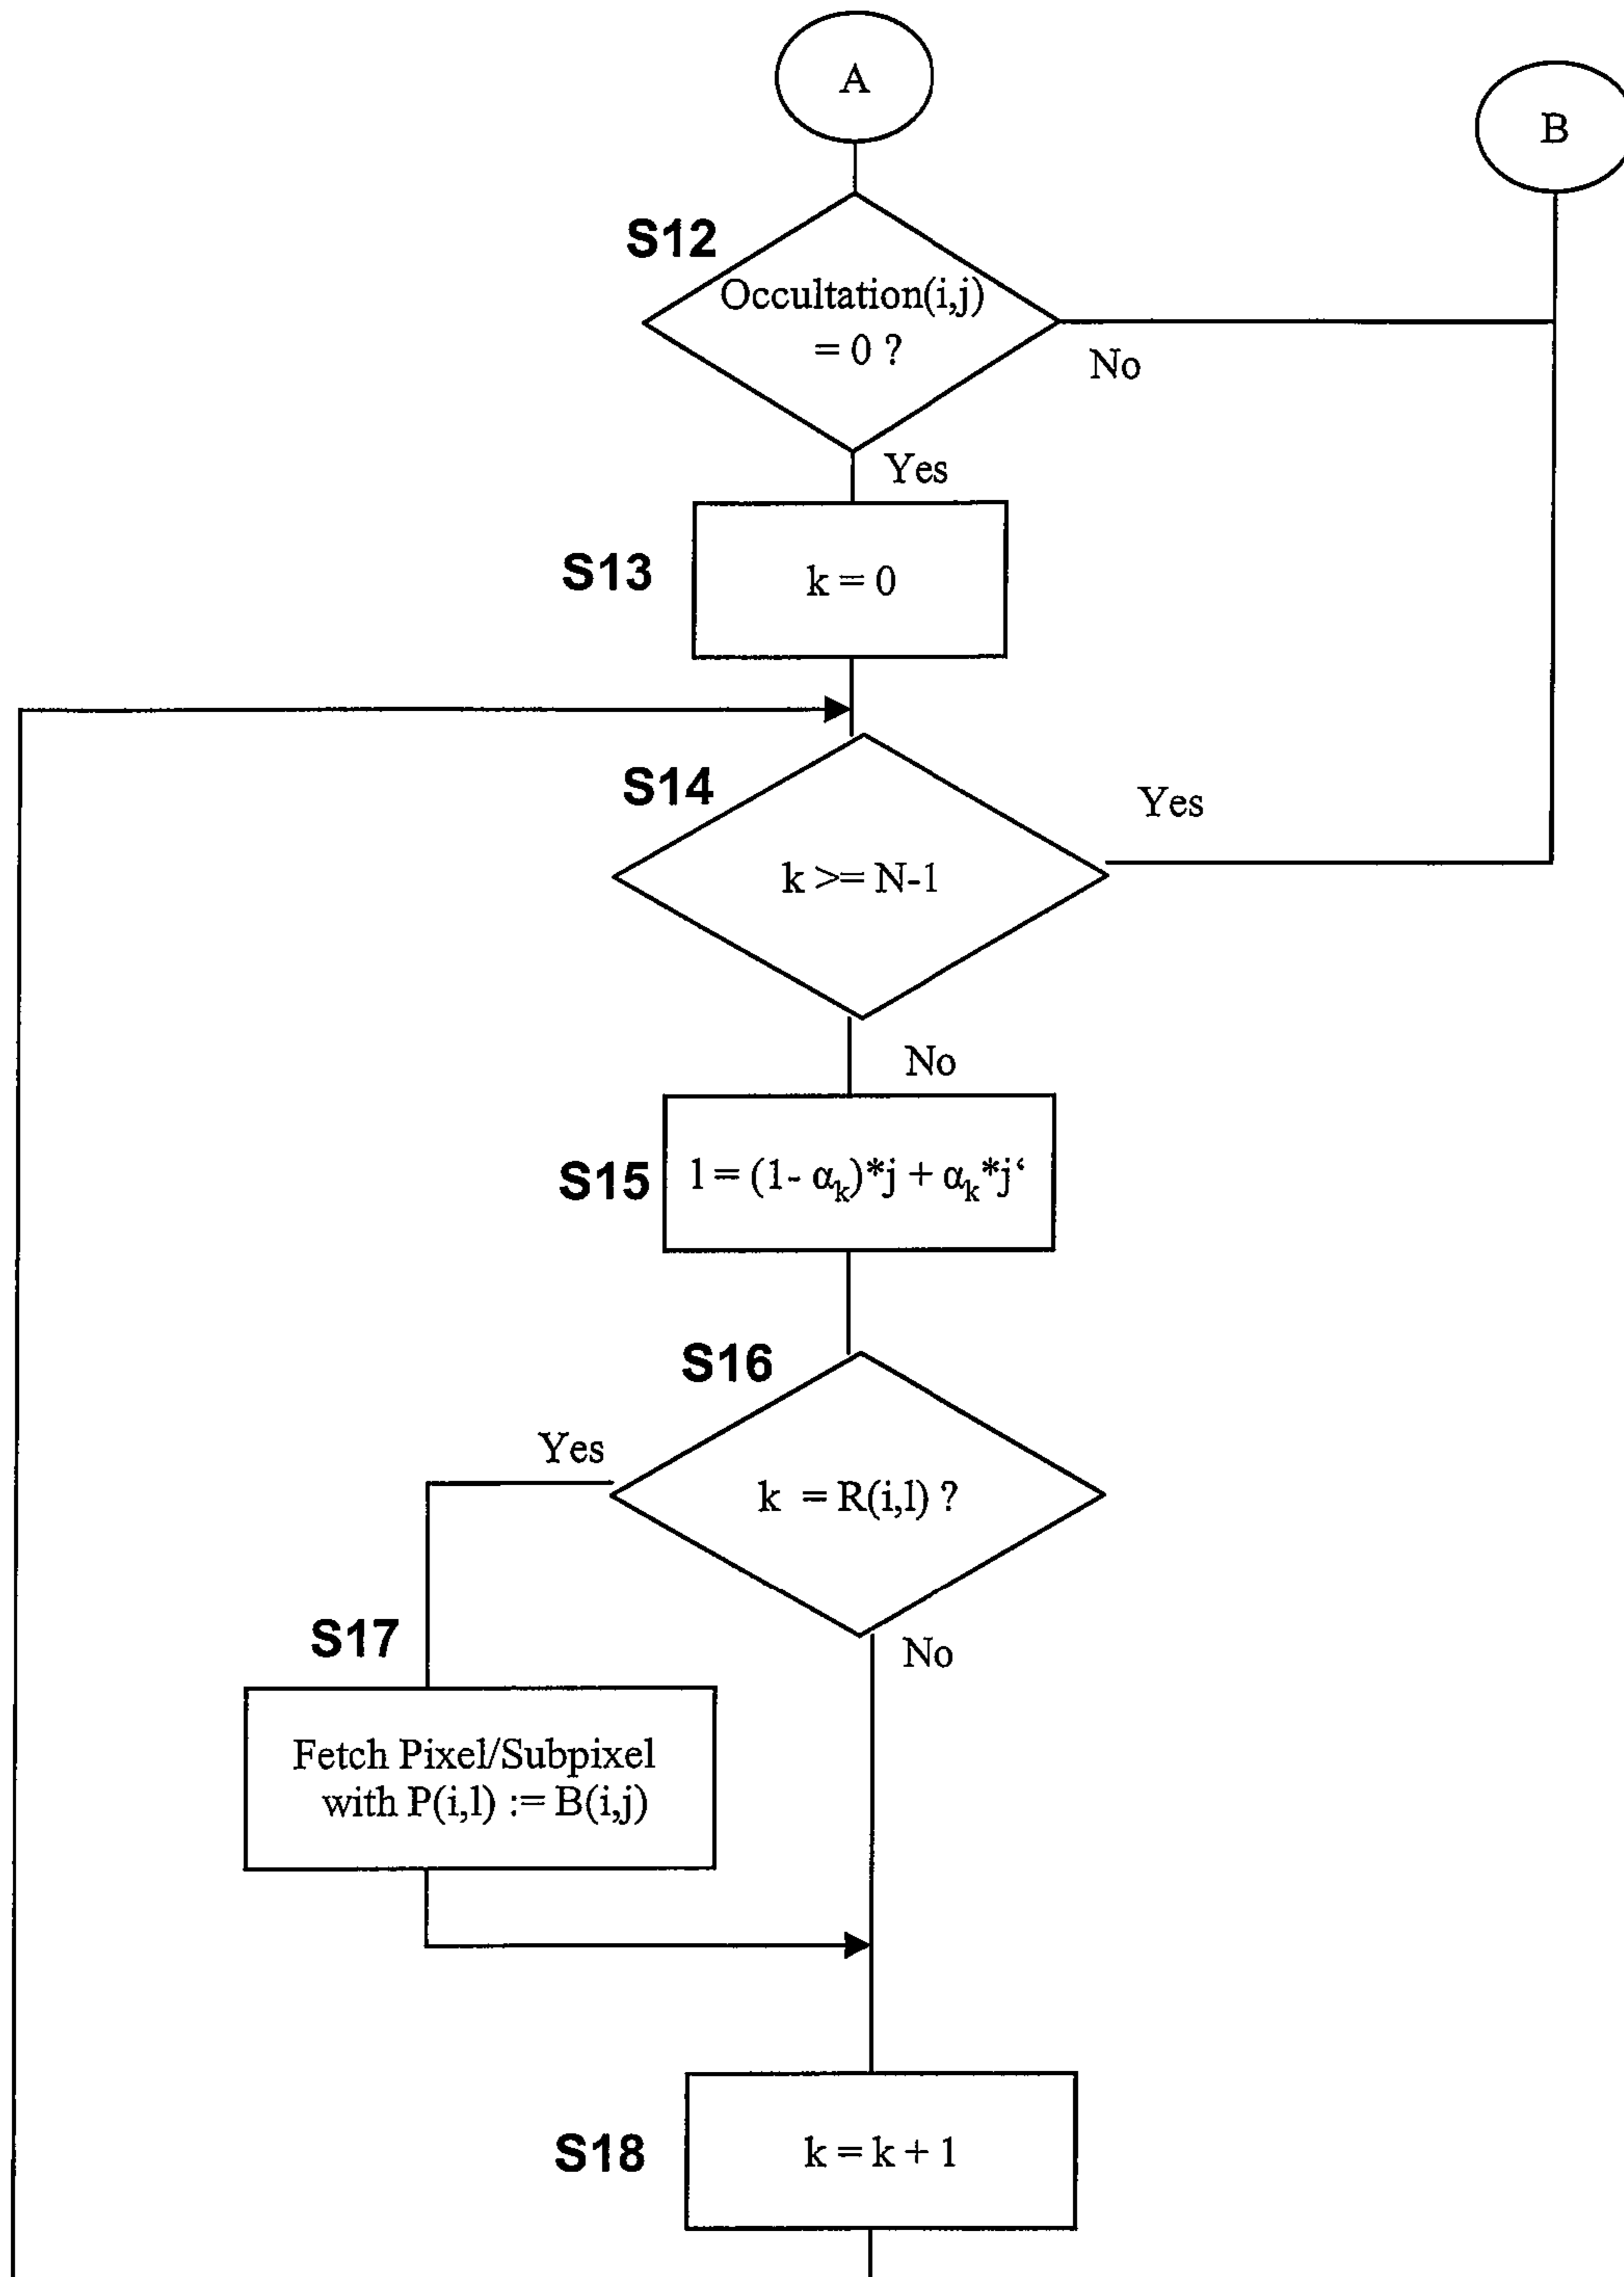 A
B
S12
Occultation(i,j)
= 0 ?
No
Yes
S13
k = 0
S14
Yes
k >= N-1
No
S15
l = (1- αₖ)*j + αₖ*j‘
S16
Yes
k = R(i,l) ?
No
S17
Fetch Pixel/Subpixel
with P(i,l) := B(i,j)
S18
k = k + 1